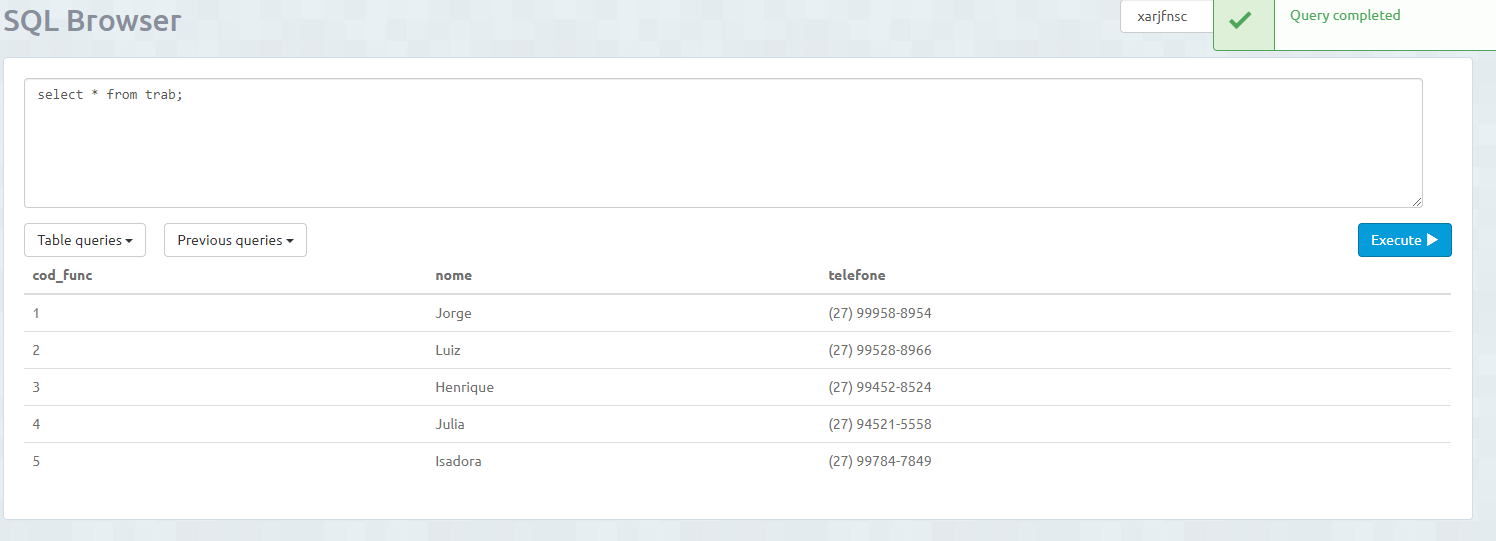 SQL Browser
xarjfnsc
Query completed
select * from trab;
Table queries
Previous queries
Execute
cod_func nome telefone
1 Jorge (27) 99958-8954
2 Luiz (27) 99528-8966
3 Henrique (27) 99452-8524
4 Julia (27) 94521-5558
5 Isadora (27) 99784-7849